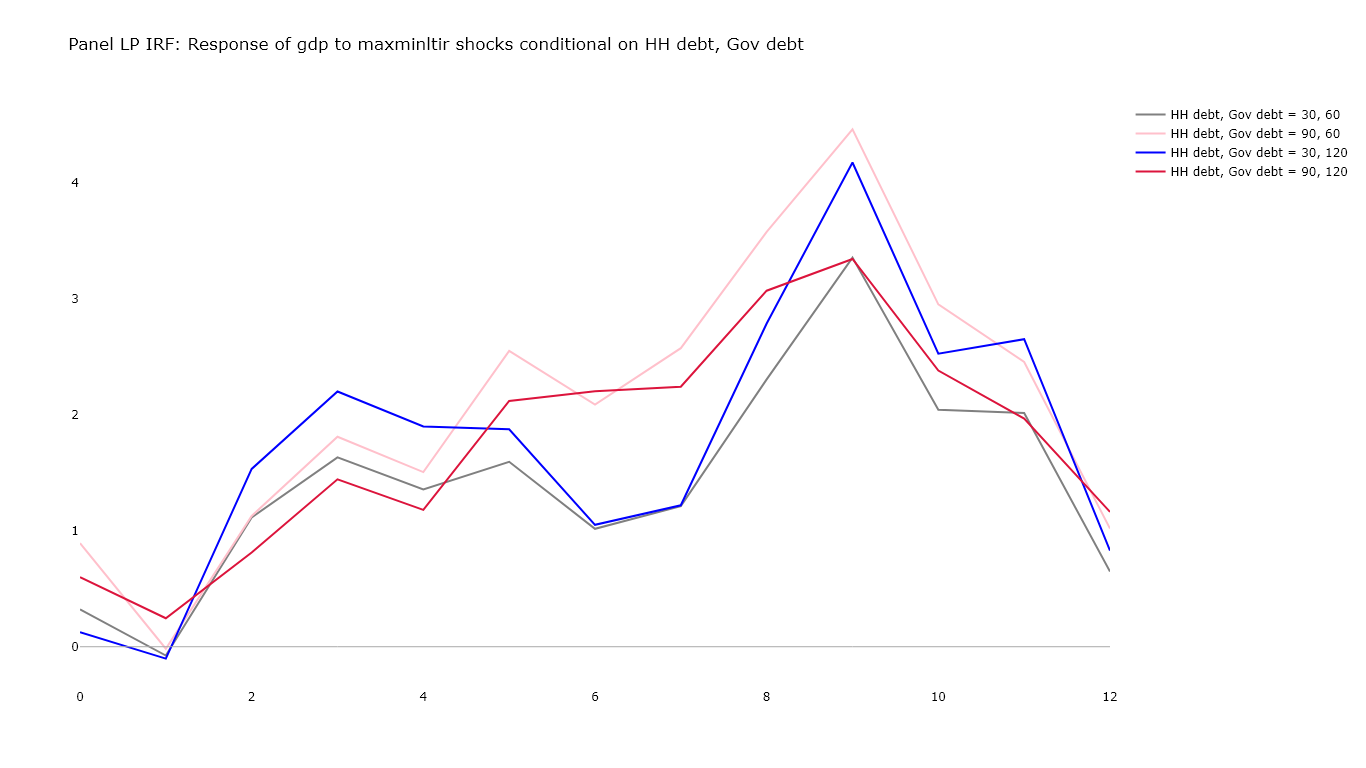 Panel LP IRF: Response of gdp to maxminltir shocks conditional on HH debt, Gov debt
HH debt, Gov debt = 30, 60
HH debt, Gov debt = 90, 60
HH debt, Gov debt = 30, 120
HH debt, Gov debt = 90, 120
4
3
2
1
0
0 2 4 6 8 10 12